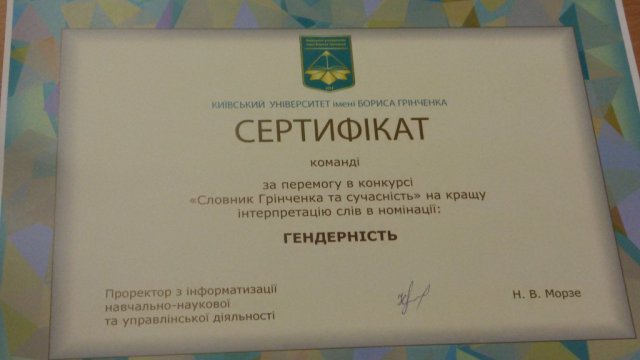 КИЇВСЬКИЙ УНІВЕРСИТЕТ імені БОРИСА ГРІНЧЕНКА
СЕРТИФІКАТ
команді
за перемогу в конкурсі
«Словник Грінченка та сучасність» на кращу
інтерпретацію слів в номінації:
ГЕНДЕРНІСТЬ
Проректор з інформатизації
навчально-наукової
та управлінської діяльності
Н. В. Морзе